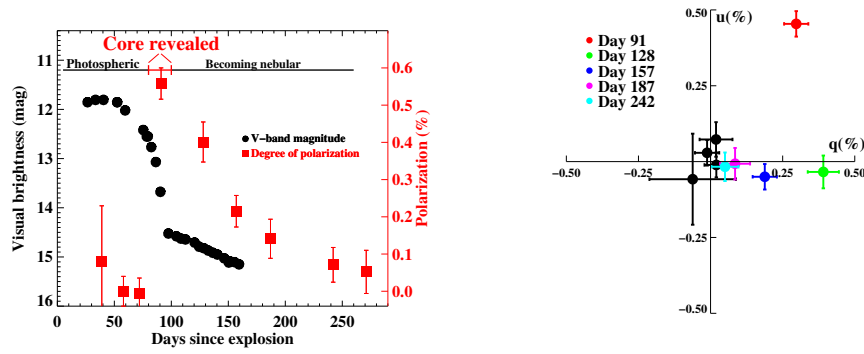 Core revealed
Photospheric
Becoming nebular
11
12
13
14
15
16
Visual brightness (mag)
V-band magnitude
Degree of polarization
0.6
0.5
0.4
0.3
0.2
0.1
0.0
Polarization (%)
0 50 100 150 200 250
Days since explosion
0.50 u(%)
Day 91
Day 128
Day 157
Day 187
Day 242
0.25
q(%)
-0.50 -0.25 0.25 0.50
-0.25
-0.50